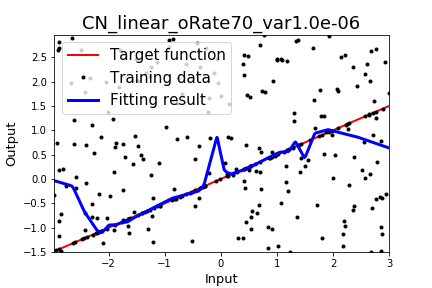 CN_linear_oRate70_var1.0e-06
Target function
Training data
Fitting result
2.5
2.0
1.5
1.0
0.5
0.0
−0.5
−1.0
−1.5
Output
−2
−1
0
1
2
3
Input